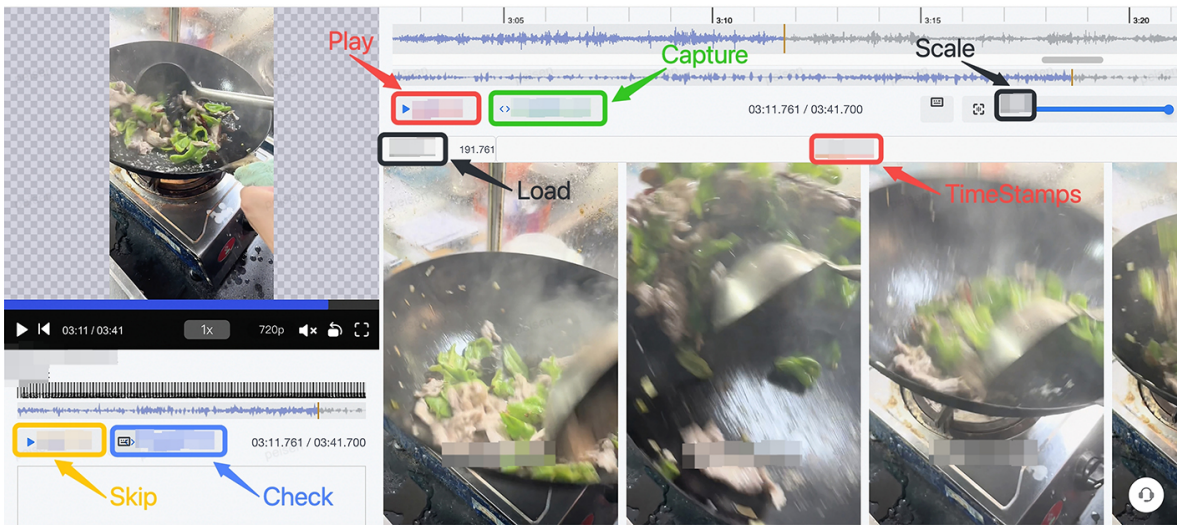 3:05
3:10
3:15
3:20
Play
Capture
Scale
03:11.761 / 03:41.700
191.761
Load
TimeStamps
03:11 / 03:41
1x
720p
:
03:11.761 / 03:41.700
Skip
Check